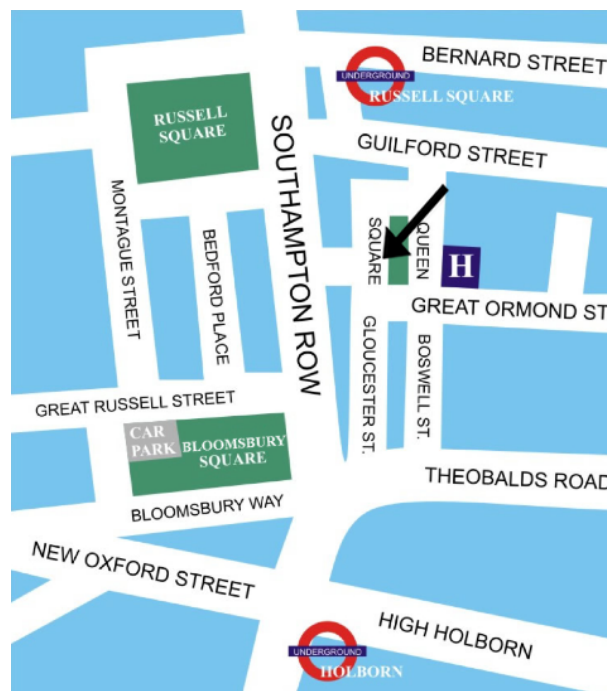 BERNARD STREET
UNDERGROUND
RUSSELL SQUARE
RUSSELL
SQUARE
SOUTHAMPTON ROW
GUILFORD STREET
MONTAGUE STREET
BEDFORD PLACE
SQUARE
QUEEN
H
GREAT ORMOND ST
GLOUCESTER ST.
BOSWELL ST.
GREAT RUSSELL STREET
CAR
PARK
BLOOMSBURY
SQUARE
THEOBALDS ROAD
BLOOMSBURY WAY
NEW OXFORD STREET
HIGH HOLBORN
UNDERGROUND
HOLBORN